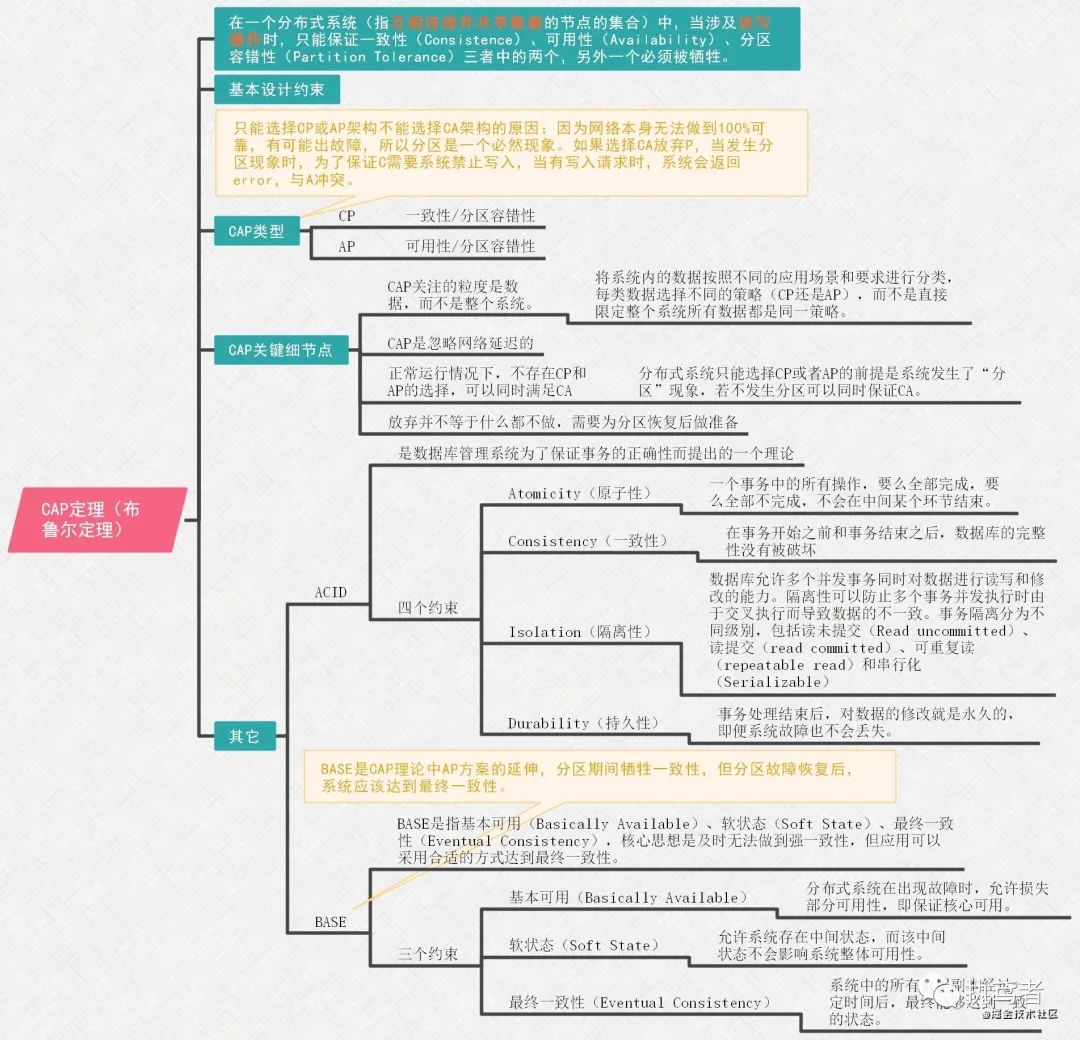 在一个分布式系统（指互相连接并共享数据的节点的集合）中，当涉及读写
操作时，只能保证一致性（Consistence）、可用性（Availability）、分区
容错性（Partition Tolerance）三者中的两个，另外一个必须被牺牲。
基本设计约束
只能选择CP或AP架构不能选择CA架构的原因：因为网络本身无法做到100%可
靠，有可能出故障，所以分区是一个必然现象。如果选择CA放弃P，当发生分
区现象时，为了保证C需要系统禁止写入，当有写入请求时，系统会返回
error，与A冲突。
CAP类型
CP 一致性/分区容错性
AP 可用性/分区容错性
CAP关键细节点
CAP关注的粒度是数
据，而不是整个系统。
将系统内的数据按照不同的应用场景和要求进行分类，
每类数据选择不同的策略（CP还是AP），而不是直接
限定整个系统所有数据都是同一策略。
CAP是忽略网络延迟的
正常运行情况下，不存在CP和
AP的选择，可以同时满足CA
分布式系统只能选择CP或者AP的前提是系统发生了“分
区”现象，若不发生分区可以同时保证CA。
放弃并不等于什么都不做，需要为分区恢复后做准备
CAP定理（布
鲁尔定理）
其它
ACID
是数据库管理系统为了保证事务的正确性而提出的一个理论
四个约束
Atomicity（原子性）
一个事务中的所有操作，要么全部完成，要
么全部不完成，不会在中间某个环节结束。
Consistency（一致性）
在事务开始之前和事务结束之后，数据库的完整
性没有被破坏
Isolation（隔离性）
数据库允许多个并发事务同时对数据进行读写和修
改的能力。隔离性可以防止多个事务并发执行时由
于交叉执行而导致数据的不一致。事务隔离分为不
同级别，包括读未提交（Read uncommitted）、
读提交（read committed）、可重复读
（repeatable read）和串行化
（Serializable）
Durability（持久性）
事务处理结束后，对数据的修改就是永久的，
即便系统故障也不会丢失。
BASE是CAP理论中AP方案的延伸，分区期间牺牲一致性，但分区故障恢复后，
系统应该达到最终一致性。
BASE
BASE是指基本可用（Basically Available）、软状态（Soft State）、最终一致
性（Eventual Consistency），核心思想是及时无法做到强一致性，但应用可以
采用合适的方式达到最终一致性。
三个约束
基本可用（Basically Available）
分布式系统在出现故障时，允许损失
部分可用性，即保证核心可用。
软状态（Soft State）
允许系统存在中间状态，而该中间
状态不会影响系统整体可用性。
最终一致性（Eventual Consistency）
系统中的所有
定时间后，最终能够达到一致
的状态。
@掘金技术社区